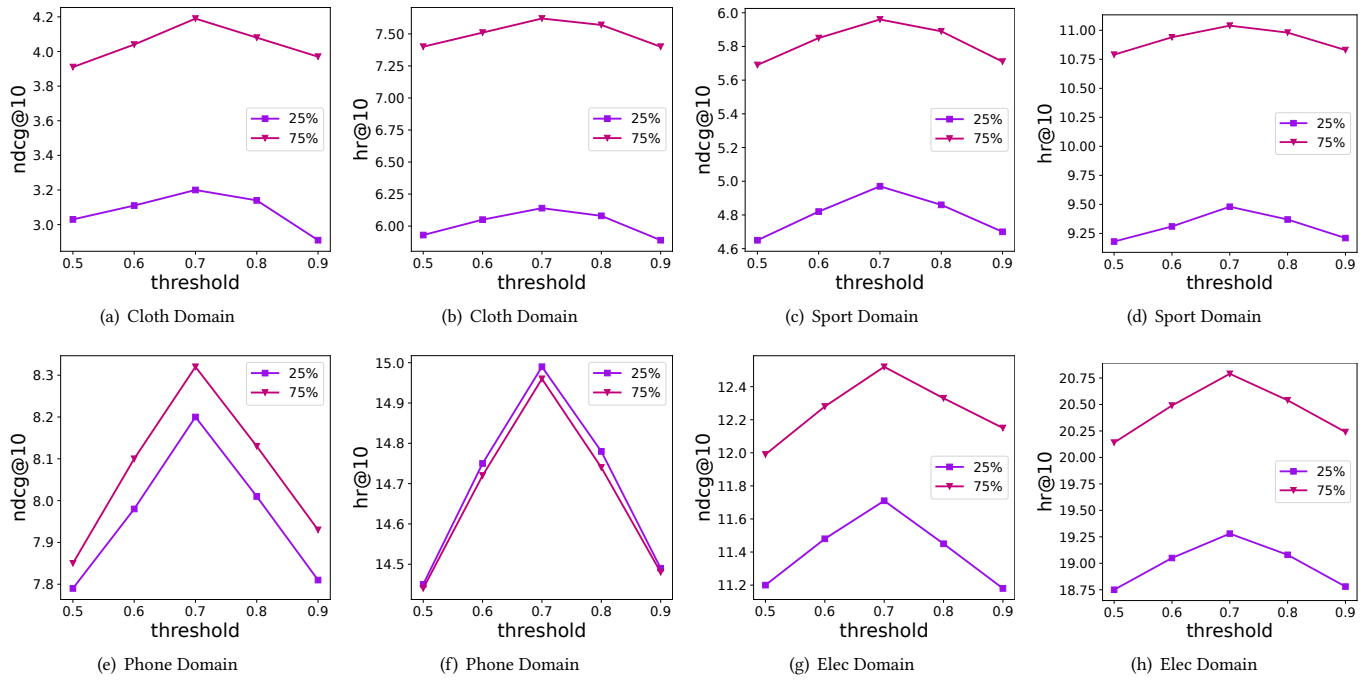 4.2
4.0
3.8
3.6
3.4
3.2
3.0
ndcg@10
25%
75%
0.5 0.6 0.7 0.8 0.9
threshold
(a) Cloth Domain
7.50
7.25
7.00
6.75
6.50
6.25
6.00
hr@10
25%
75%
0.5 0.6 0.7 0.8 0.9
threshold
(b) Cloth Domain
6.0
5.8
5.6
5.4
5.2
5.0
4.8
4.6
ndcg@10
25%
75%
0.5 0.6 0.7 0.8 0.9
threshold
(c) Sport Domain
11.00
10.75
10.50
10.25
10.00
9.75
9.50
9.25
hr@10
25%
75%
0.5 0.6 0.7 0.8 0.9
threshold
(d) Sport Domain
8.3
8.2
8.1
8.0
7.9
7.8
ndcg@10
25%
75%
0.5 0.6 0.7 0.8 0.9
threshold
(e) Phone Domain
15.0
14.9
14.8
14.7
14.6
14.5
hr@10
25%
75%
0.5 0.6 0.7 0.8 0.9
threshold
(f) Phone Domain
12.4
12.2
12.0
11.8
11.6
11.4
11.2
ndcg@10
25%
75%
0.5 0.6 0.7 0.8 0.9
threshold
(g) Elec Domain
20.75
20.50
20.25
20.00
19.75
19.50
19.25
19.00
18.75
hr@10
25%
75%
0.5 0.6 0.7 0.8 0.9
threshold
(h) Elec Domain